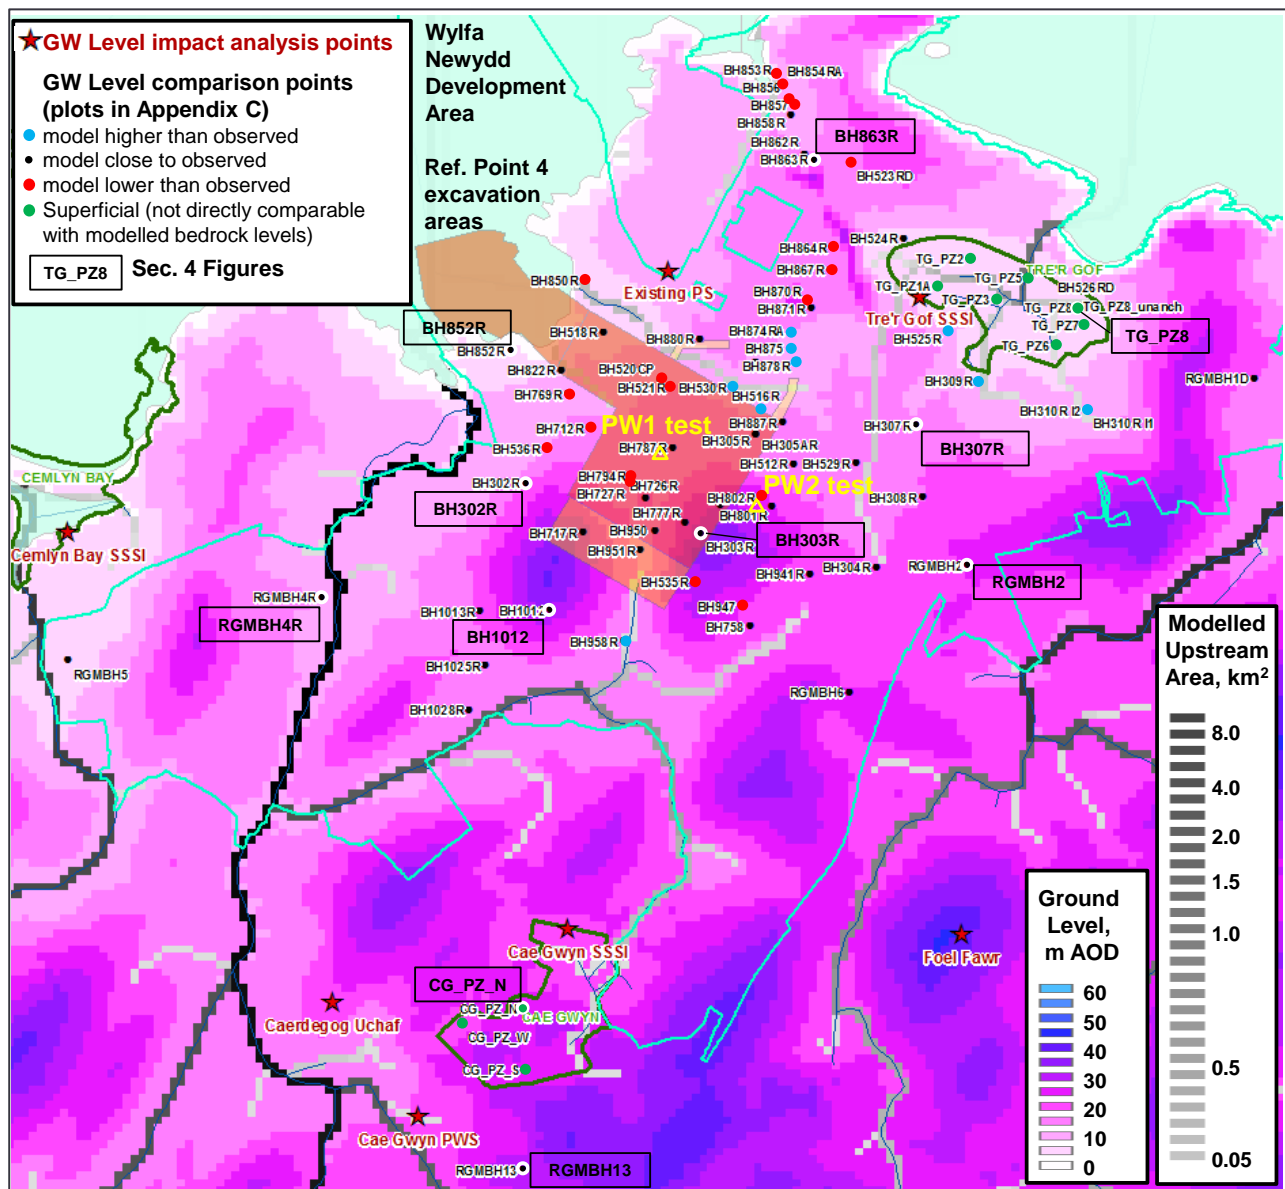 GW Level impact analysis points
GW Level comparison points
(plots in Appendix C)
model higher than observed
model close to observed
model lower than observed
Superficial (not directly comparable
with modelled bedrock levels)
TG_PZ8 Sec. 4 Figures
Wylfa
Newydd
Development
Area
Ref. Point 4
excavation
areas
BH853R
BH854RA
BH856
BH857
BH858R
BH862R
BH863R
BH863R
BH523RD
BH864R
BH524R
BH867R
BH850R
Existing PS
BH870R
BH871R
TG_PZ2
TRE'R GOF
TG_PZ5
TG_PZ1A
TG_PZ3
BH526RD
TG_PZ8
TG_PZ8_unanch
Tre'r Gof SSSI
TG_PZ7
TG_PZ6
TG_PZ8
BH852R
BH518R
BH880R
BH874RA
BH525R
BH852R
BH875
BH878R
BH822R
BH520CP
BH521R
BH530R
BH309R
RGMBH1D
BH769R
BH516R
BH310R I2
BH310R I1
BH712R
PW1 test
BH887R
BH307R
BH305R
BH305AR
BH307R
BH536R
BH787R
BH512R
BH529R
BH302R
BH794R
BH726R
BH727R
PW2 test
BH802R
BH801R
BH308R
BH302R
BH777R
CEMLYN BAY
Cemlyn Bay SSSI
BH717R
BH950
BH951R
BH303R
BH303R
BH304R
BH941R
RGMBH2
RGMBH2
BH535R
RGMBH4R
RGMBH4R
BH1013R
BH1012
BH1012
BH947
BH758
BH958R
RGMBH5
BH1025R
RGMBH6
BH1028R
Cae Gwyn SSSI
Foel Fawr
CG_PZ_N
CG_PZ_N
CAE GWYN
Caerdegog Uchaf
CG_PZ_W
CG_PZ_S
Cae Gwyn PWS
RGMBH13
RGMBH13
Ground
Level,
m AOD
60
50
40
30
20
10
0
Modelled
Upstream
Area, km²
8.0
4.0
2.0
1.5
1.0
0.5
0.05